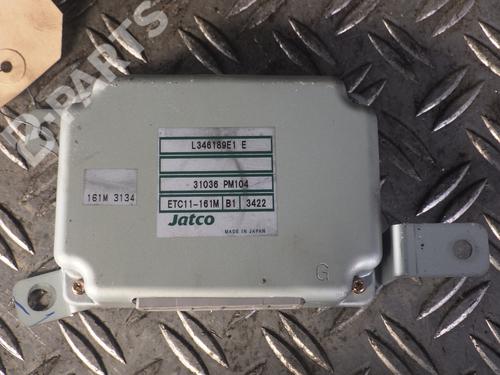 B-Parts
L346189E1 E
31036 PM104
ETC11-161M B1 3422
Jatco
MADE IN JAPAN
161M 3134
G